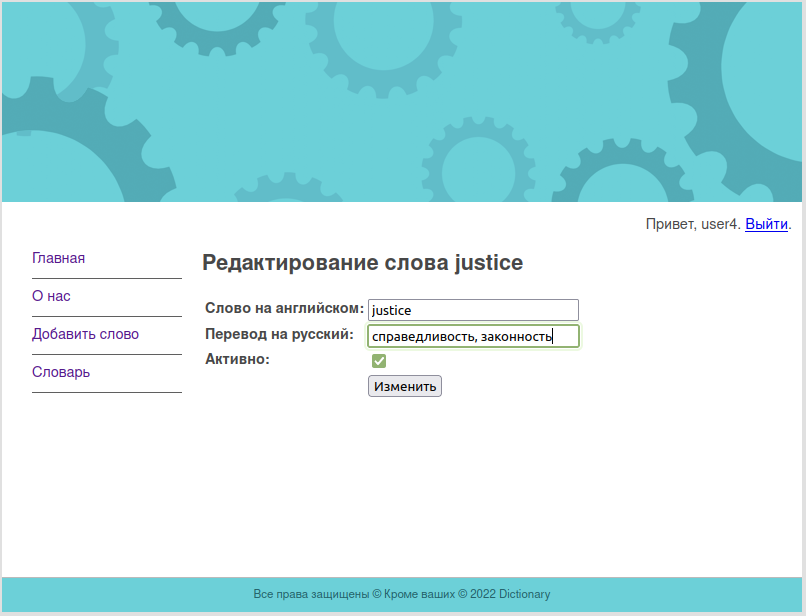 Привет, user4. Выйти.
Главная
О нас
Добавить слово
Словарь
Редактирование слова justice
Слово на английском: justice
Перевод на русский: справедливость, законность
Активно:
Изменить
Все права защищены © Кроме ваших © 2022 Dictionary